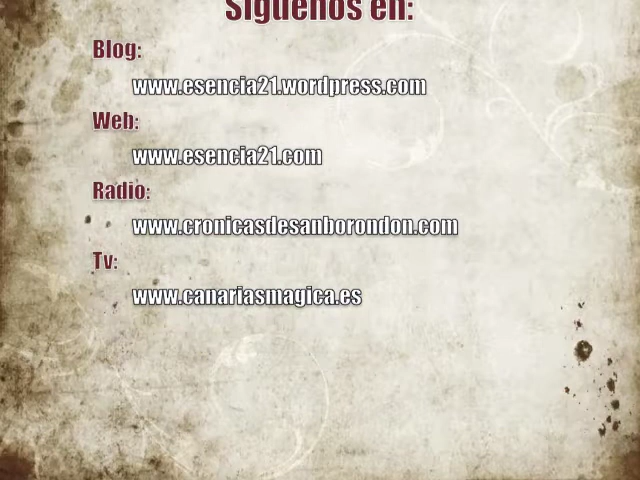 Síguenos en:
Blog:
www.esencia21.wordpress.com
Web:
www.esencia21.com
Radio:
www.cronicasdesanborondon.com
Tv:
www.canariasmagica.es